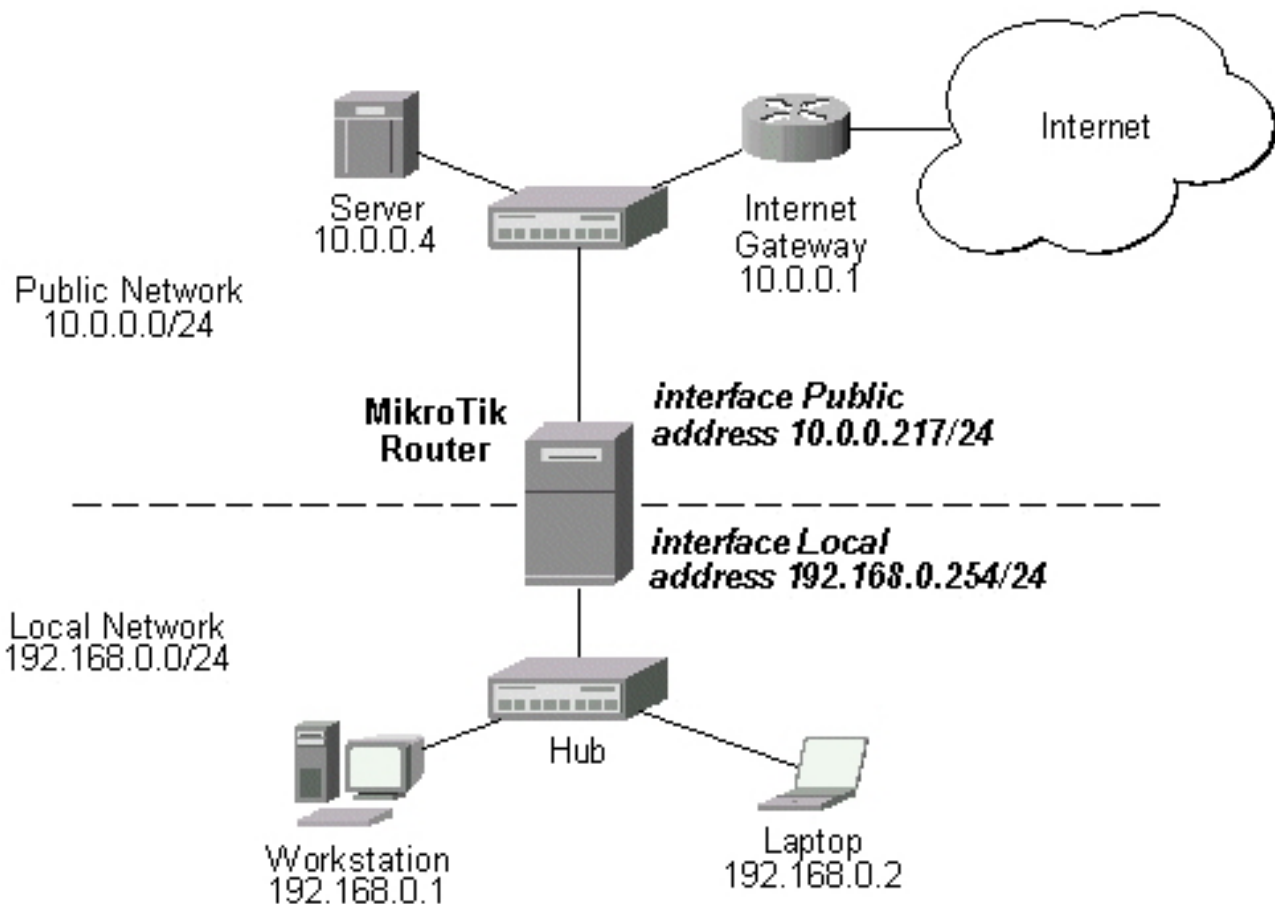 Internet
Server
10.0.0.4
Internet
Gateway
10.0.0.1
Public Network
10.0.0.0/24
MikroTik
Router
interface Public
address 10.0.0.217/24
interface Local
address 192.168.0.254/24
Local Network
192.168.0.0/24
Hub
Workstation
192.168.0.1
Laptop
192.168.0.2